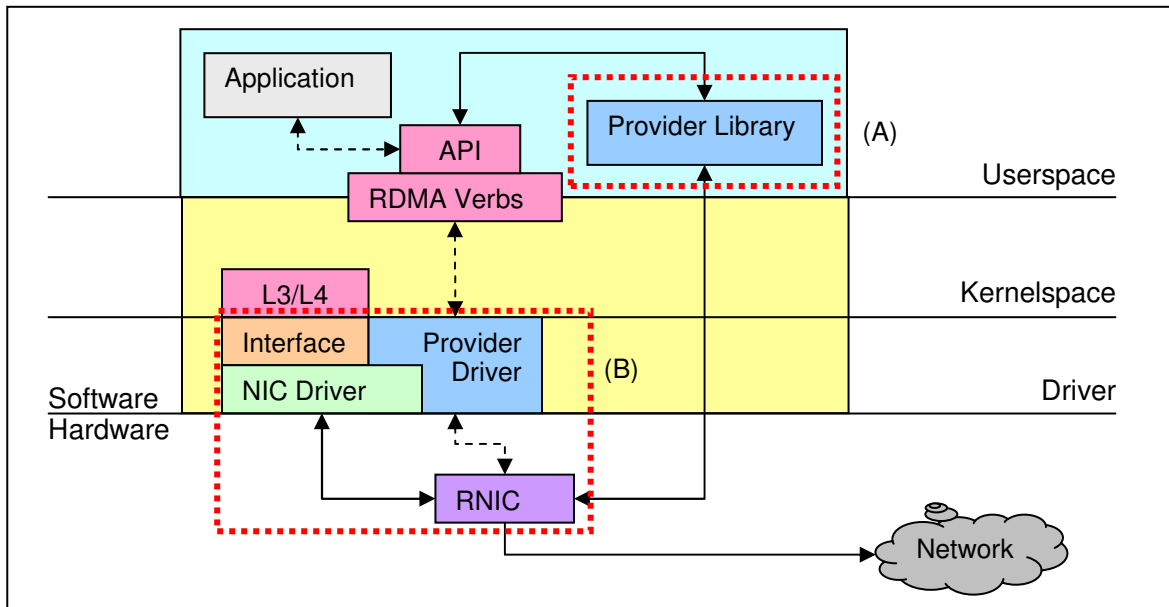 Application
Provider Library
(A)
API
Userspace
RDMA Verbs
L3/L4
Kernelspace
Interface
Provider
Driver
(B)
NIC Driver
Software
Driver
Hardware
RNIC
Network